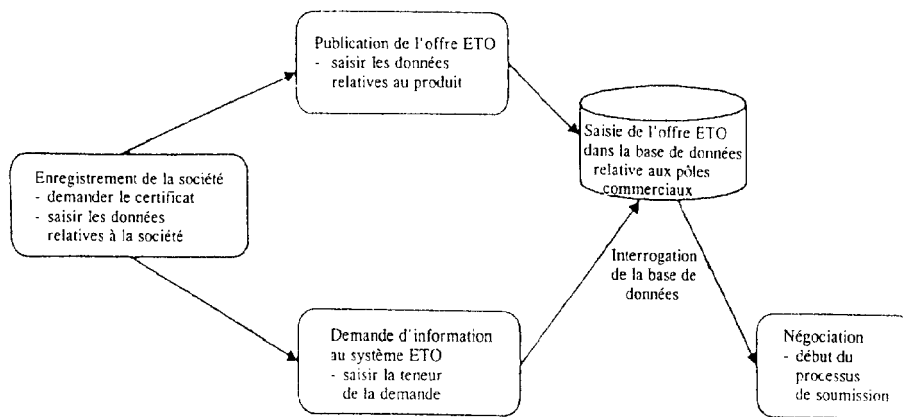 Publication de l'offre ETO
- saisir les données
relatives au produit
Saisie de l'offre ETO
dans la base de données
relative aux pôles
commerciaux
Enregistrement de la société
- demander le certificat
- saisir les données
relatives à la société
Interrogation
de la base de
données
Demande d'information
au système ETO
- saisir la teneur
de la demande
Négociation
- début du
processus
de soumission